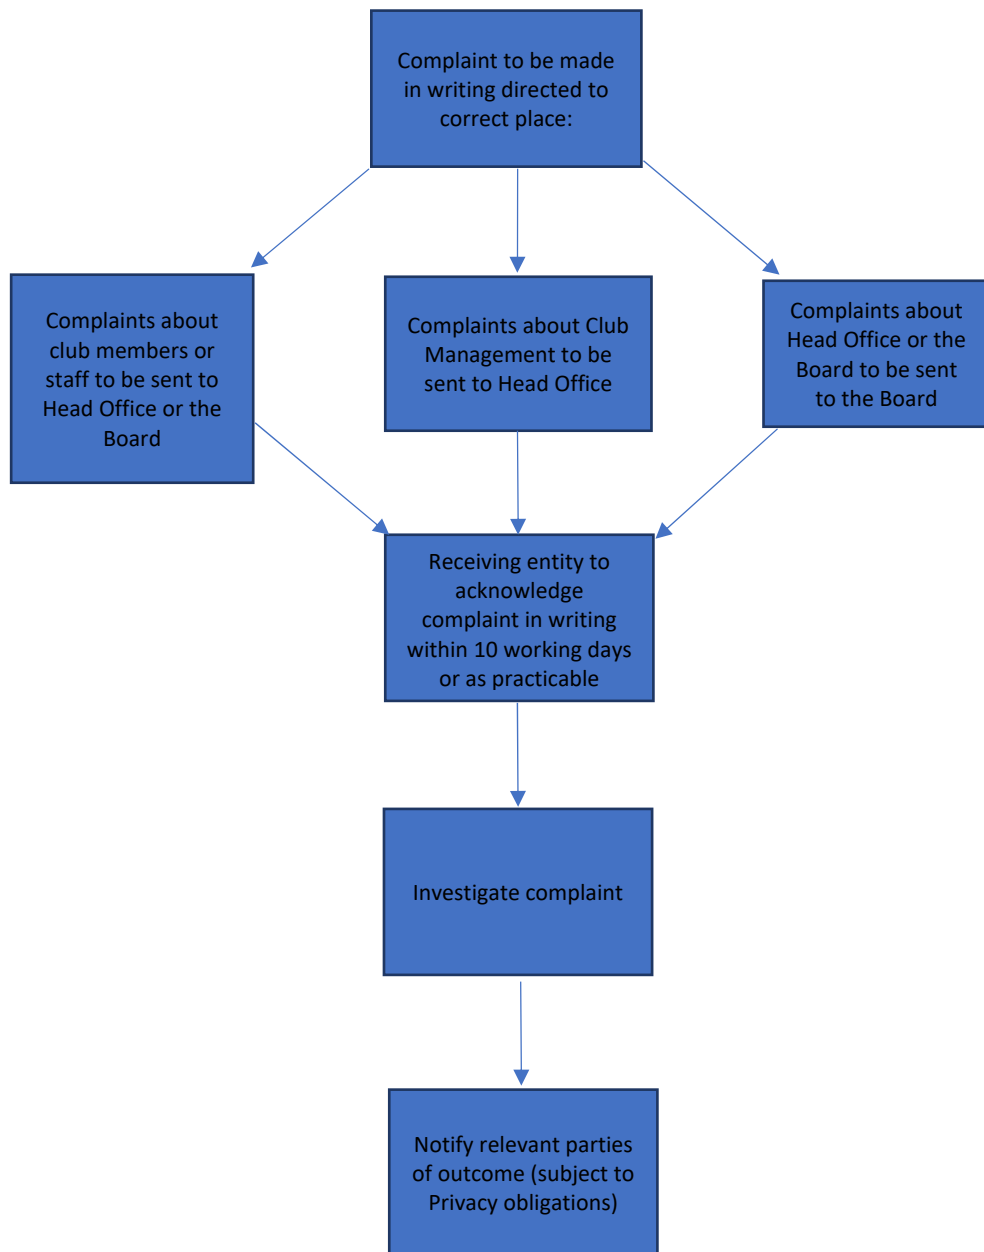 Complaint to be made
in writing directed to
correct place:
Complaints about
club members or
staff to be sent to
Head Office or the
Board
Complaints about Club
Management to be
sent to Head Office
Complaints about
Head Office or the
Board to be sent
to the Board
Receiving entity to
acknowledge
complaint in writing
within 10 working days
or as practicable
Investigate complaint
Notify relevant parties
of outcome (subject to
Privacy obligations)